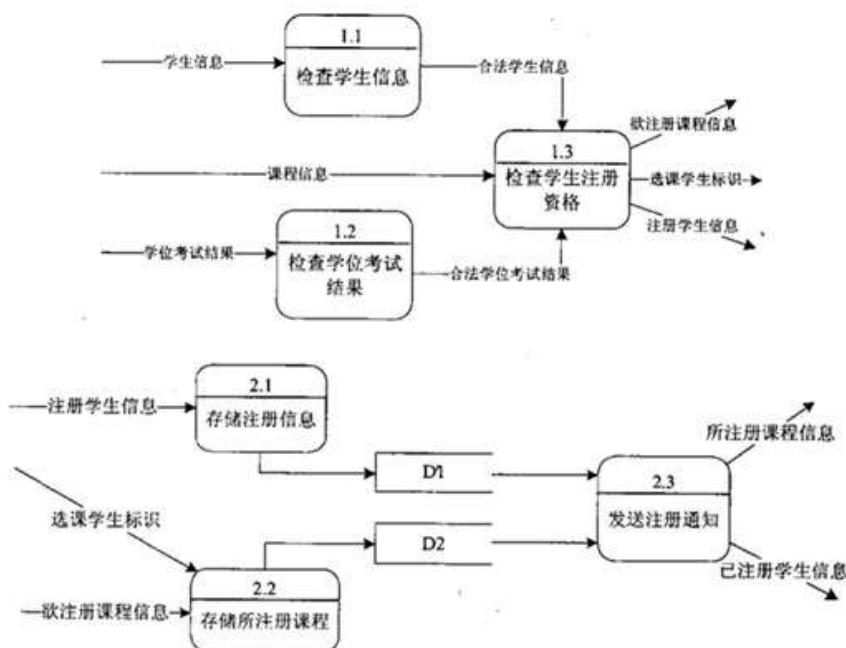 1.1
学生信息
检查学生信息
合法学生信息
欲注册课程信息
1.3
课程信息
检查学生注册
资格
选课学生标识
注册学生信息
1.2
学位考试结果
检查学位考试
结果
合法学位考试结果
2.1
注册学生信息
存储注册信息
所注册课程信息
D1
2.3
选课学生标识
发送注册通知
D2
已注册学生信息
2.2
欲注册课程信息
存储所注册课程